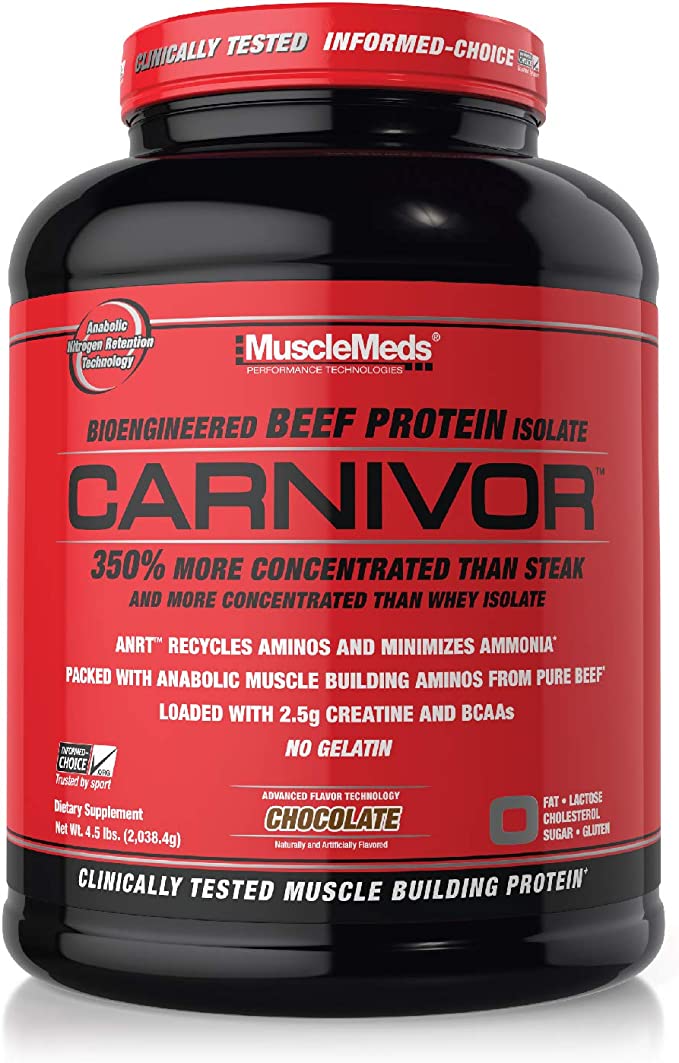 CLINICALLY TESTED INFORMED-CHOICE
Anabolic
Nitrogen Retention
Technology
MuscleMeds®
PERFORMANCE TECHNOLOGIES
BIOENGINEERED BEEF PROTEIN ISOLATE
CARNIVOR™
350% MORE CONCENTRATED THAN STEAK
AND MORE CONCENTRATED THAN WHEY ISOLATE
ANRT™ RECYCLES AMINOS AND MINIMIZES AMMONIA*
PACKED WITH ANABOLIC MUSCLE BUILDING AMINOS FROM PURE BEEF*
LOADED WITH 2.5g CREATINE AND BCAAs
NO GELATIN
INFORMED-
CHOICE
.ORG
Trusted by sport
Dietary Supplement
Net Wt. 4.5 lbs. (2,038.4g)
ADVANCED FLAVOR TECHNOLOGY
CHOCOLATE
Naturally and Artificially Flavored
0
FAT • LACTOSE
CHOLESTEROL
SUGAR • GLUTEN
CLINICALLY TESTED MUSCLE BUILDING PROTEIN+